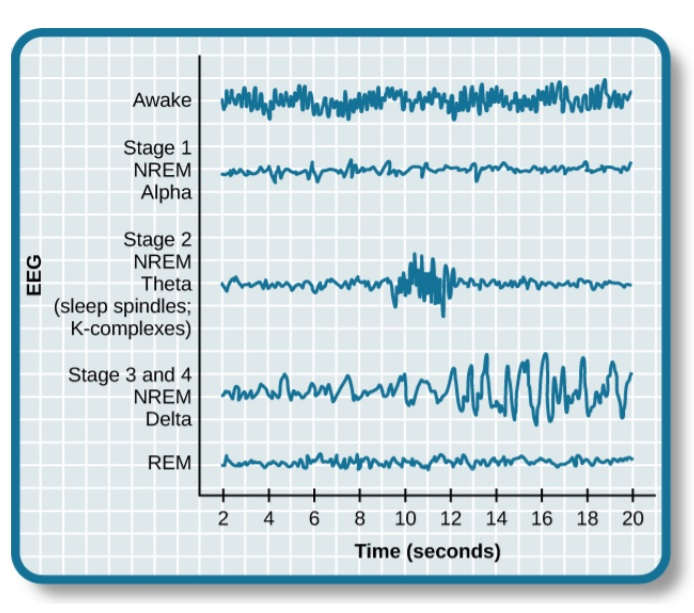 Awake
Stage 1
NREM
Alpha
Stage 2
NREM
Theta
(sleep spindles;
K-complexes)
Stage 3 and 4
NREM
Delta
REM
EEG
2 4 6 8 10 12 14 16 18 20
Time (seconds)